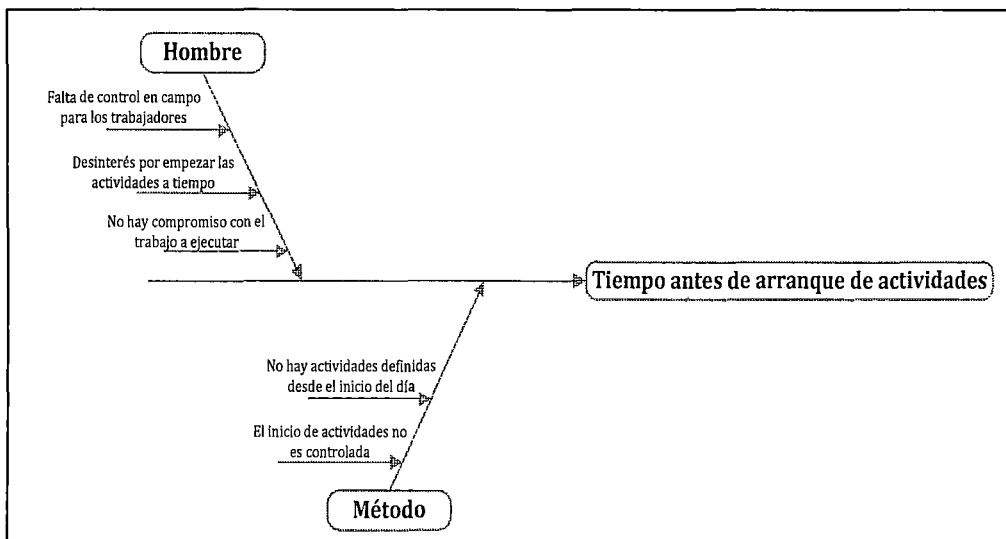 Hombre
Falta de control en campo
para los trabajadores
Desinterés por empezar las
actividades a tiempo
No hay compromiso con el
trabajo a ejecutar
Tiempo antes de arranque de actividades
No hay actividades definidas
desde el inicio del día
El inicio de actividades no
es controlada
Método